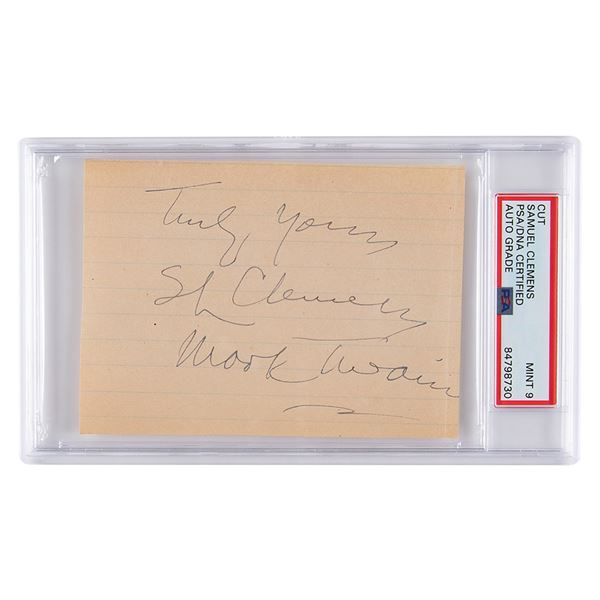 Truly Yours
SL Clemens
Mark Twain
CUT
SAMUEL CLEMENS
PSA/DNA CERTIFIED
AUTO GRADE
PSA
MINT 9
84798730